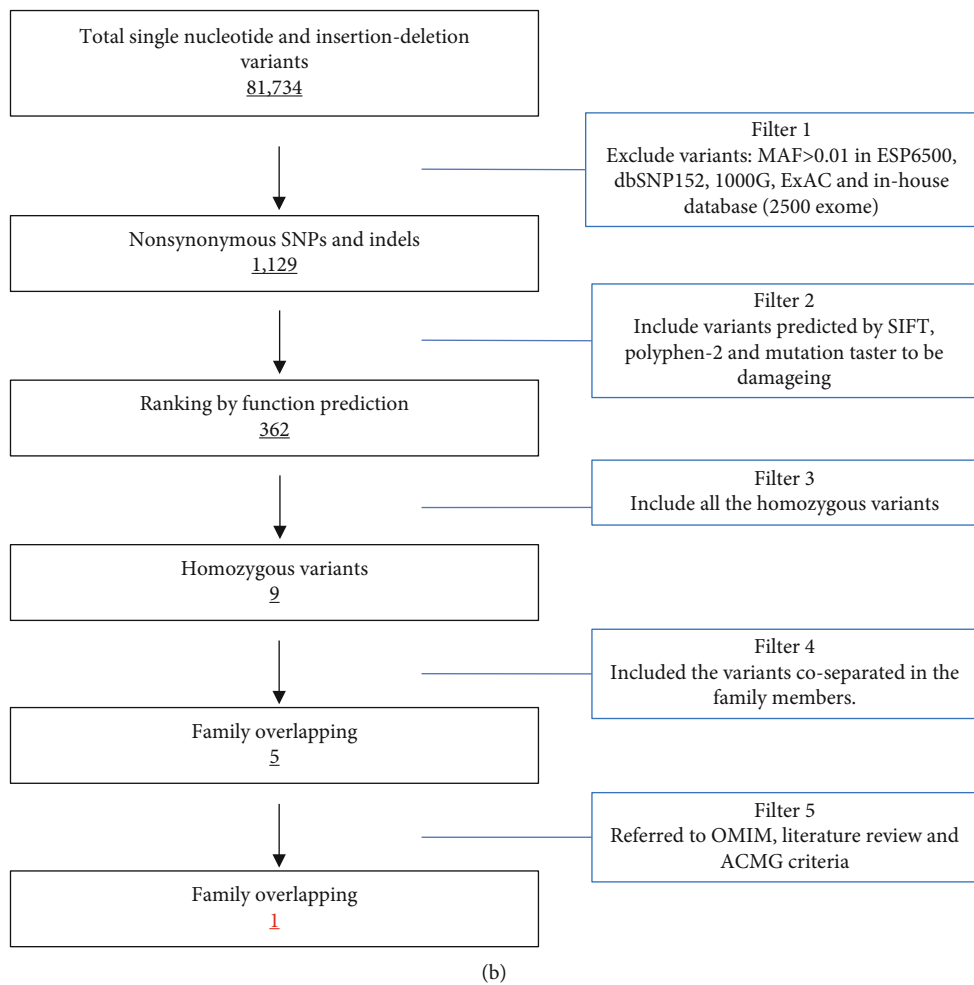 Total single nucleotide and insertion-deletion
variants
81,734
Filter 1
Exclude variants: MAF>0.01 in ESP6500,
dbSNP152, 1000G, ExAC and in-house
database (2500 exome)
Nonsynonymous SNPs and indels
1,129
Filter 2
Include variants predicted by SIFT,
polyphen-2 and mutation taster to be
damageing
Ranking by function prediction
362
Filter 3
Include all the homozygous variants
Homozygous variants
9
Filter 4
Included the variants co-separated in the
family members.
Family overlapping
5
Filter 5
Referred to OMIM, literature review and
ACMG criteria
Family overlapping
1
(b)